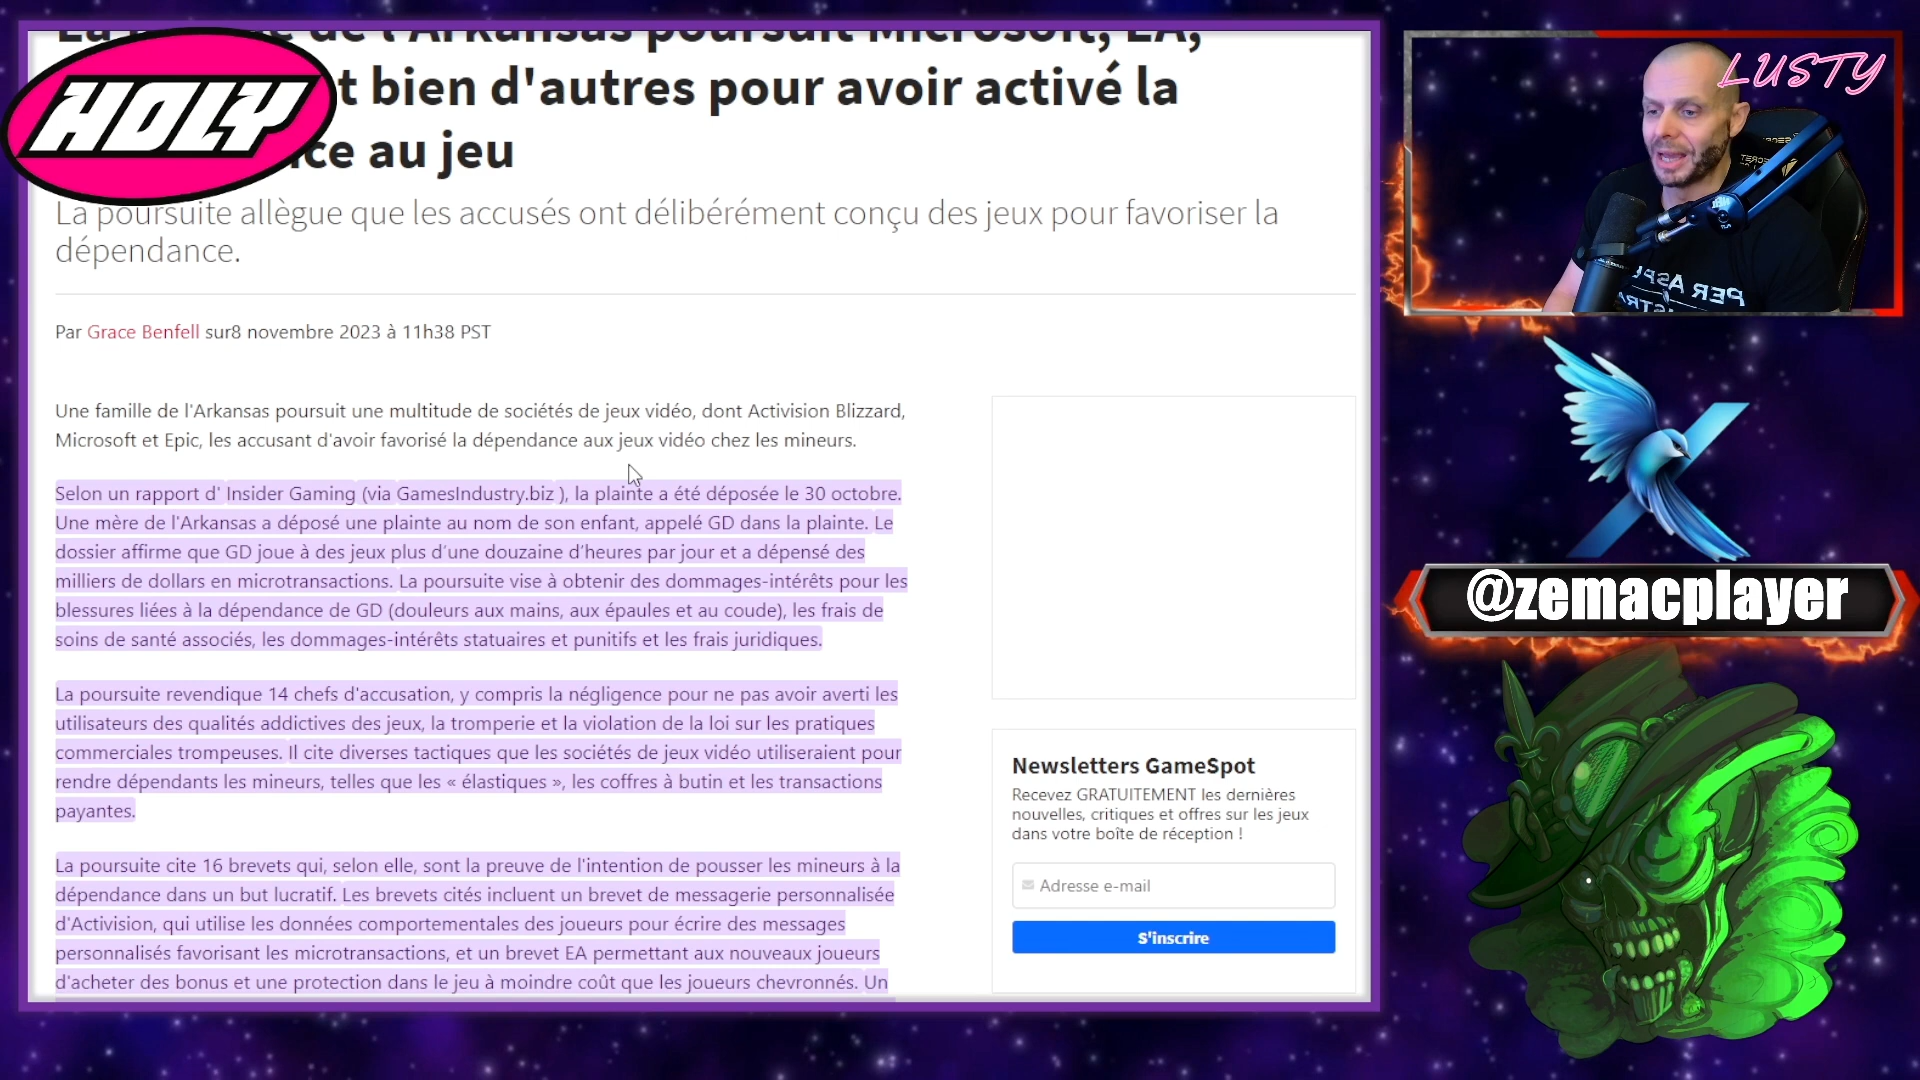 La de l'Arkansas poursuit Microsoft, EA,
t bien d'autres pour avoir activé la
ce au jeu
HOLY
La poursuite allègue que les accusés ont délibérément conçu des jeux pour favoriser la
dépendance.
Par Grace Benfell sur8 novembre 2023 à 11h38 PST
Une famille de l'Arkansas poursuit une multitude de sociétés de jeux vidéo, dont Activision Blizzard,
Microsoft et Epic, les accusant d'avoir favorisé la dépendance aux jeux vidéo chez les mineurs.
Selon un rapport d' Insider Gaming (via GamesIndustry.biz ), la plainte a été déposée le 30 octobre.
Une mère de l'Arkansas a déposé une plainte au nom de son enfant, appelé GD dans la plainte. Le
dossier affirme que GD joue à des jeux plus d’une douzaine d’heures par jour et a dépensé des
milliers de dollars en microtransactions. La poursuite vise à obtenir des dommages-intérêts pour les
blessures liées à la dépendance de GD (douleurs aux mains, aux épaules et au coude), les frais de
soins de santé associés, les dommages-intérêts statuaires et punitifs et les frais juridiques.
La poursuite revendique 14 chefs d'accusation, y compris la négligence pour ne pas avoir averti les
utilisateurs des qualités addictives des jeux, la tromperie et la violation de la loi sur les pratiques
commerciales trompeuses. Il cite diverses tactiques que les sociétés de jeux vidéo utiliseraient pour
rendre dépendants les mineurs, telles que les « élastiques », les coffres à butin et les transactions
payantes.
La poursuite cite 16 brevets qui, selon elle, sont la preuve de l'intention de pousser les mineurs à la
dépendance dans un but lucratif. Les brevets cités incluent un brevet de messagerie personnalisée
d'Activision, qui utilise les données comportementales des joueurs pour écrire des messages
personnalisés favorisant les microtransactions, et un brevet EA permettant aux nouveaux joueurs
d'acheter des bonus et une protection dans le jeu à moindre coût que les joueurs chevronnés. Un
Newsletters GameSpot
Recevez GRATUITEMENT les dernières
nouvelles, critiques et offres sur les jeux
dans votre boîte de réception !
Adresse e-mail
S'inscrire
LUSTY
PER ASP
@zemacplayer